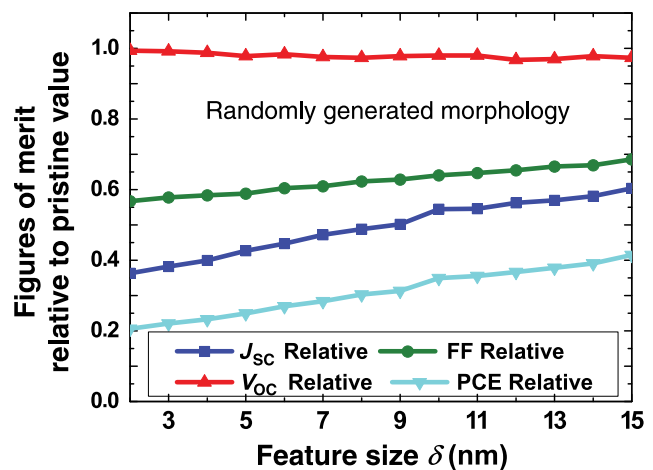 Figures of merit
relative to pristine value
1.0
0.8
0.6
0.4
0.2
0.0
Randomly generated morphology
JSC Relative
FF Relative
VOC Relative
PCE Relative
3 5 7 9 11 13 15
Feature size δ (nm)